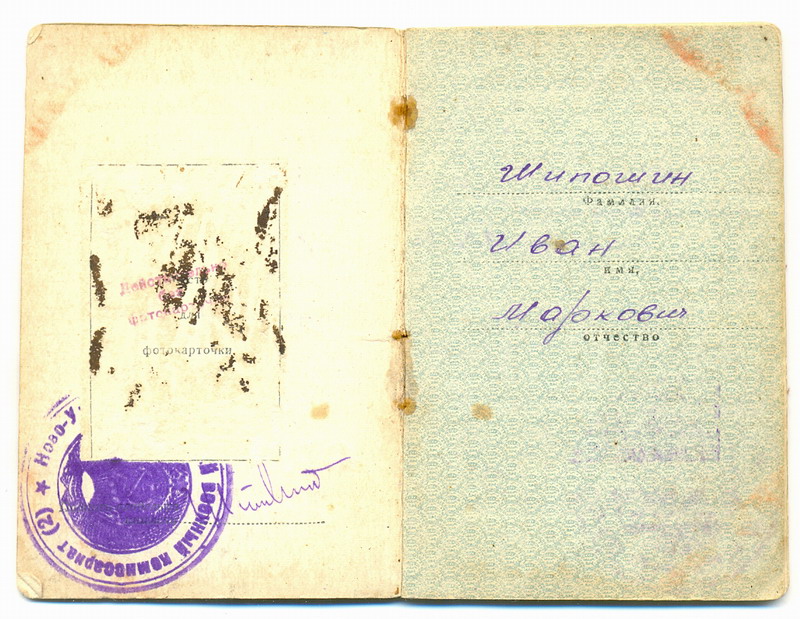 фотокарточки
★ Ново-У
й военный комиссариат (2)
Шипошин
Фамилия,
Иван
имя,
Маркович
отчество